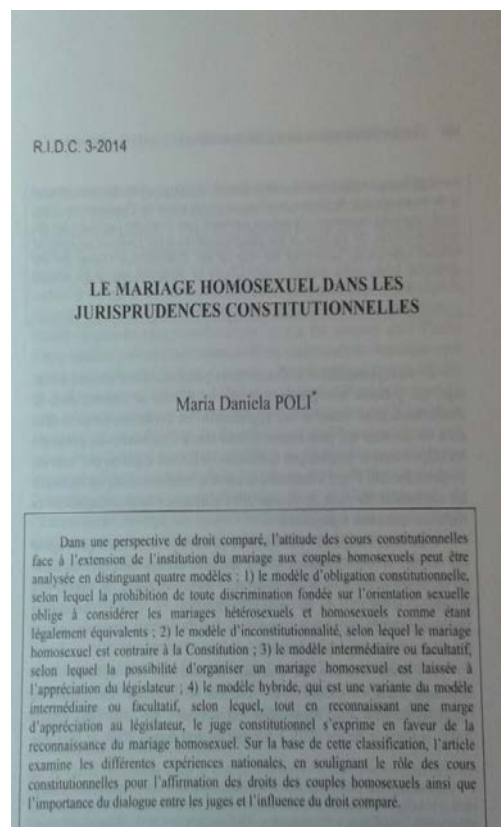 R.I.D.C. 3-2014
LE MARIAGE HOMOSEXUEL DANS LES
JURISPRUDENCES CONSTITUTIONNELLES
Maria Daniela POLI*
Dans une perspective de droit comparé, l'attitude des cours constitutionnelles
face à l'extension de l'institution du mariage aux couples homosexuels peut être
analysée en distinguant quatre modèles : 1) le modèle d'obligation constitutionnelle,
selon lequel la prohibition de toute discrimination fondée sur l'orientation sexuelle
oblige à considérer les mariages hétérosexuels et homosexuels comme étant
légalement équivalents ; 2) le modèle d'inconstitutionnalité, selon lequel le mariage
homosexuel est contraire à la Constitution ; 3) le modèle intermédiaire ou facultatif,
selon lequel la possibilité d'organiser un mariage homosexuel est laissée à
l'appréciation du législateur ; 4) le modèle hybride, qui est une variante du modèle
intermédiaire ou facultatif, selon lequel, tout en reconnaissant une marge
d'appréciation au législateur, le juge constitutionnel s'exprime en faveur de la
reconnaissance du mariage homosexuel. Sur la base de cette classification, l'article
examine les différentes expériences nationales, en soulignant le rôle des cours
constitutionnelles pour l'affirmation des droits des couples homosexuels ainsi que
l'importance du dialogue entre les juges et l'influence du droit comparé.